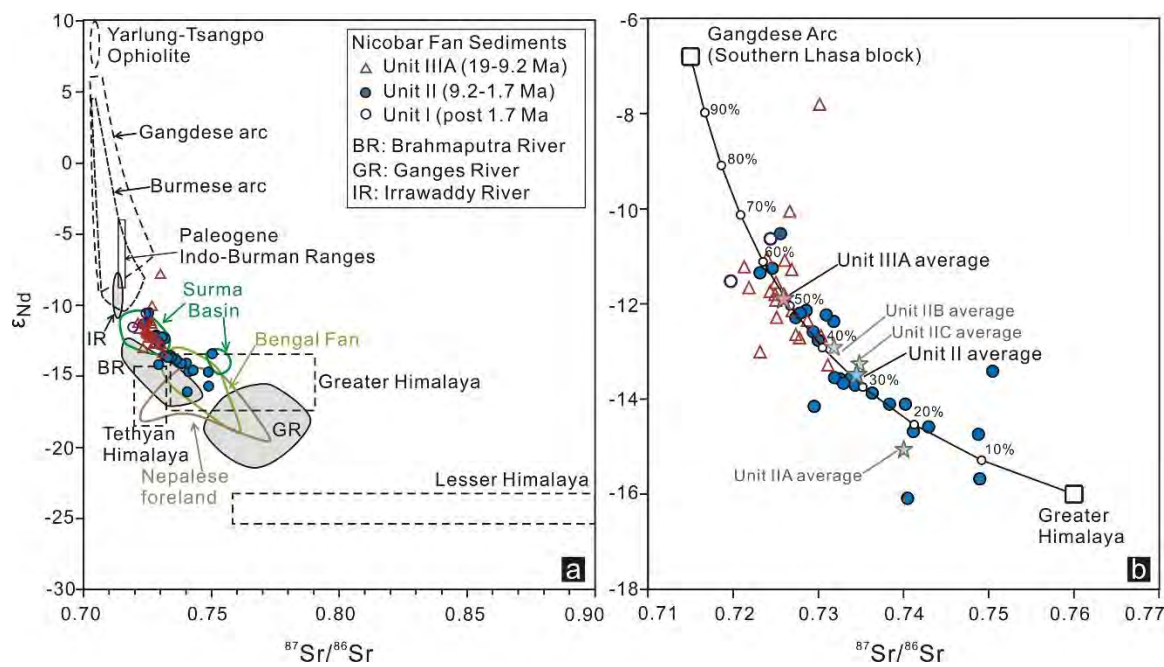 10
5
0
-5
-10
-15
-20
-25
-30
εNd
0.70
0.75
0.80
0.85
0.90
87Sr/86Sr
Yarlung-Tsangpo
Ophiolite
Gangdese arc
Burmese arc
Paleogene
Indo-Burman Ranges
Surma
Basin
IR
BR
Bengal Fan
Greater Himalaya
Tethyan
Himalaya
GR
Nepalese
foreland
Lesser Himalaya
a
Nicobar Fan Sediments
Unit IIIA (19-9.2 Ma)
Unit II (9.2-1.7 Ma)
Unit I (post 1.7 Ma
BR: Brahmaputra River
GR: Ganges River
IR: Irrawaddy River
-6
-8
-10
-12
-14
-16
-18
0.71
0.72
0.73
0.74
0.75
0.76
0.77
87Sr/86Sr
Gangdese Arc
(Southern Lhasa block)
90%
80%
70%
60%
Unit IIIA average
50%
Unit IIB average
40%
Unit IIC average
Unit II average
30%
20%
10%
Unit IIA average
Greater
Himalaya
b